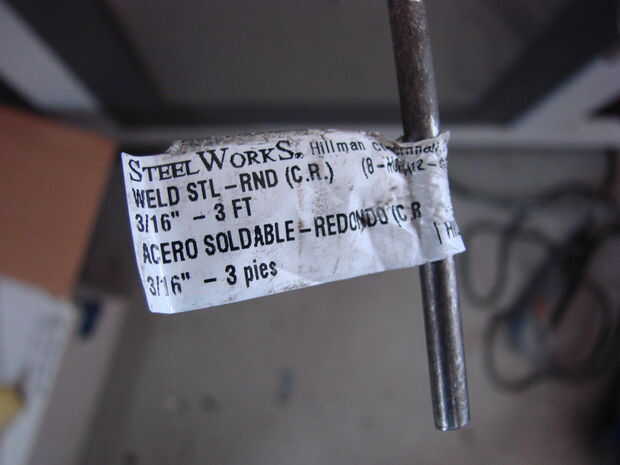 STEELWORKS® Hillman
WELD STL-RND (C.R.)
3/16" - 3 FT
ACERO SOLDABLE-REDONDO (C R
3/16" - 3 pies